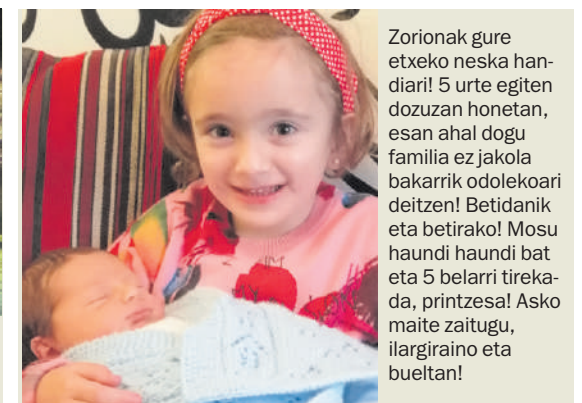 Zorionak gure
etxeko neska han-
diari! 5 urte egiten
dozuzan honetan,
esan ahal dogu
familia ez jakola
bakarrik odolekoari
deitzen! Betidanik
eta betirako! Mosu
haundi haundi bat
eta 5 belarri tireka-
da, printzesa! Asko
maite zaitugu,
ilargiraino eta
bueltan!